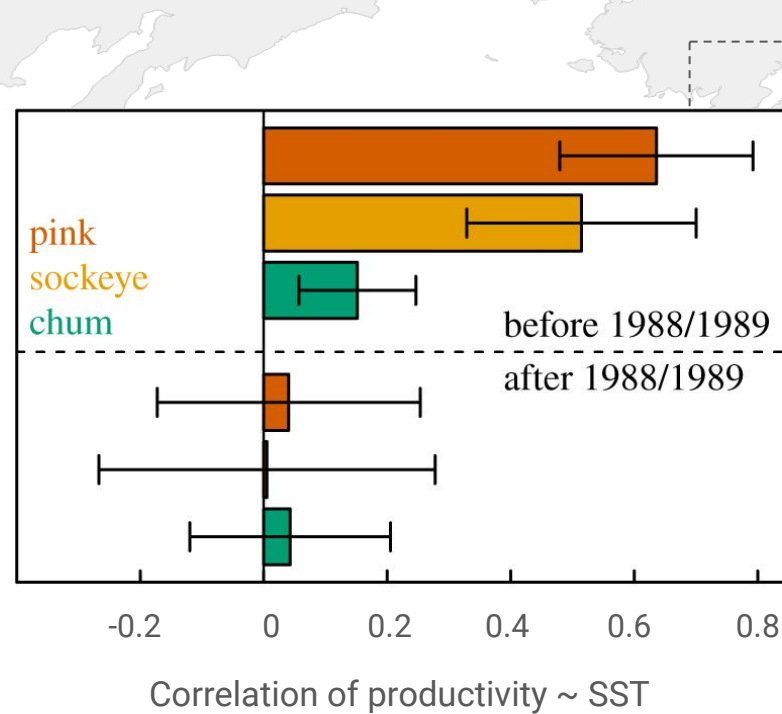 pink
sockeye
chum
before 1988/1989
after 1988/1989
-0.2 0 0.2 0.4 0.6 0.8
Correlation of productivity ~ SST